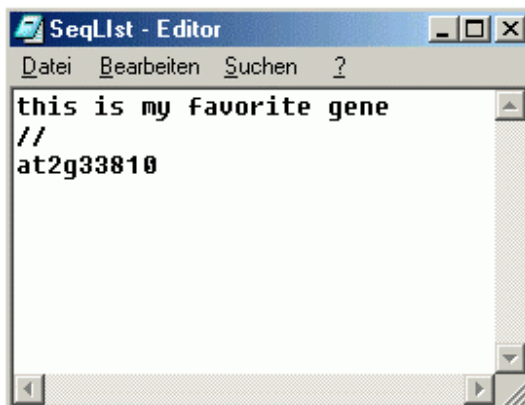 SeqLIst - Editor
Datei Bearbeiten Suchen ?
this is my favorite gene
//
at2g33810